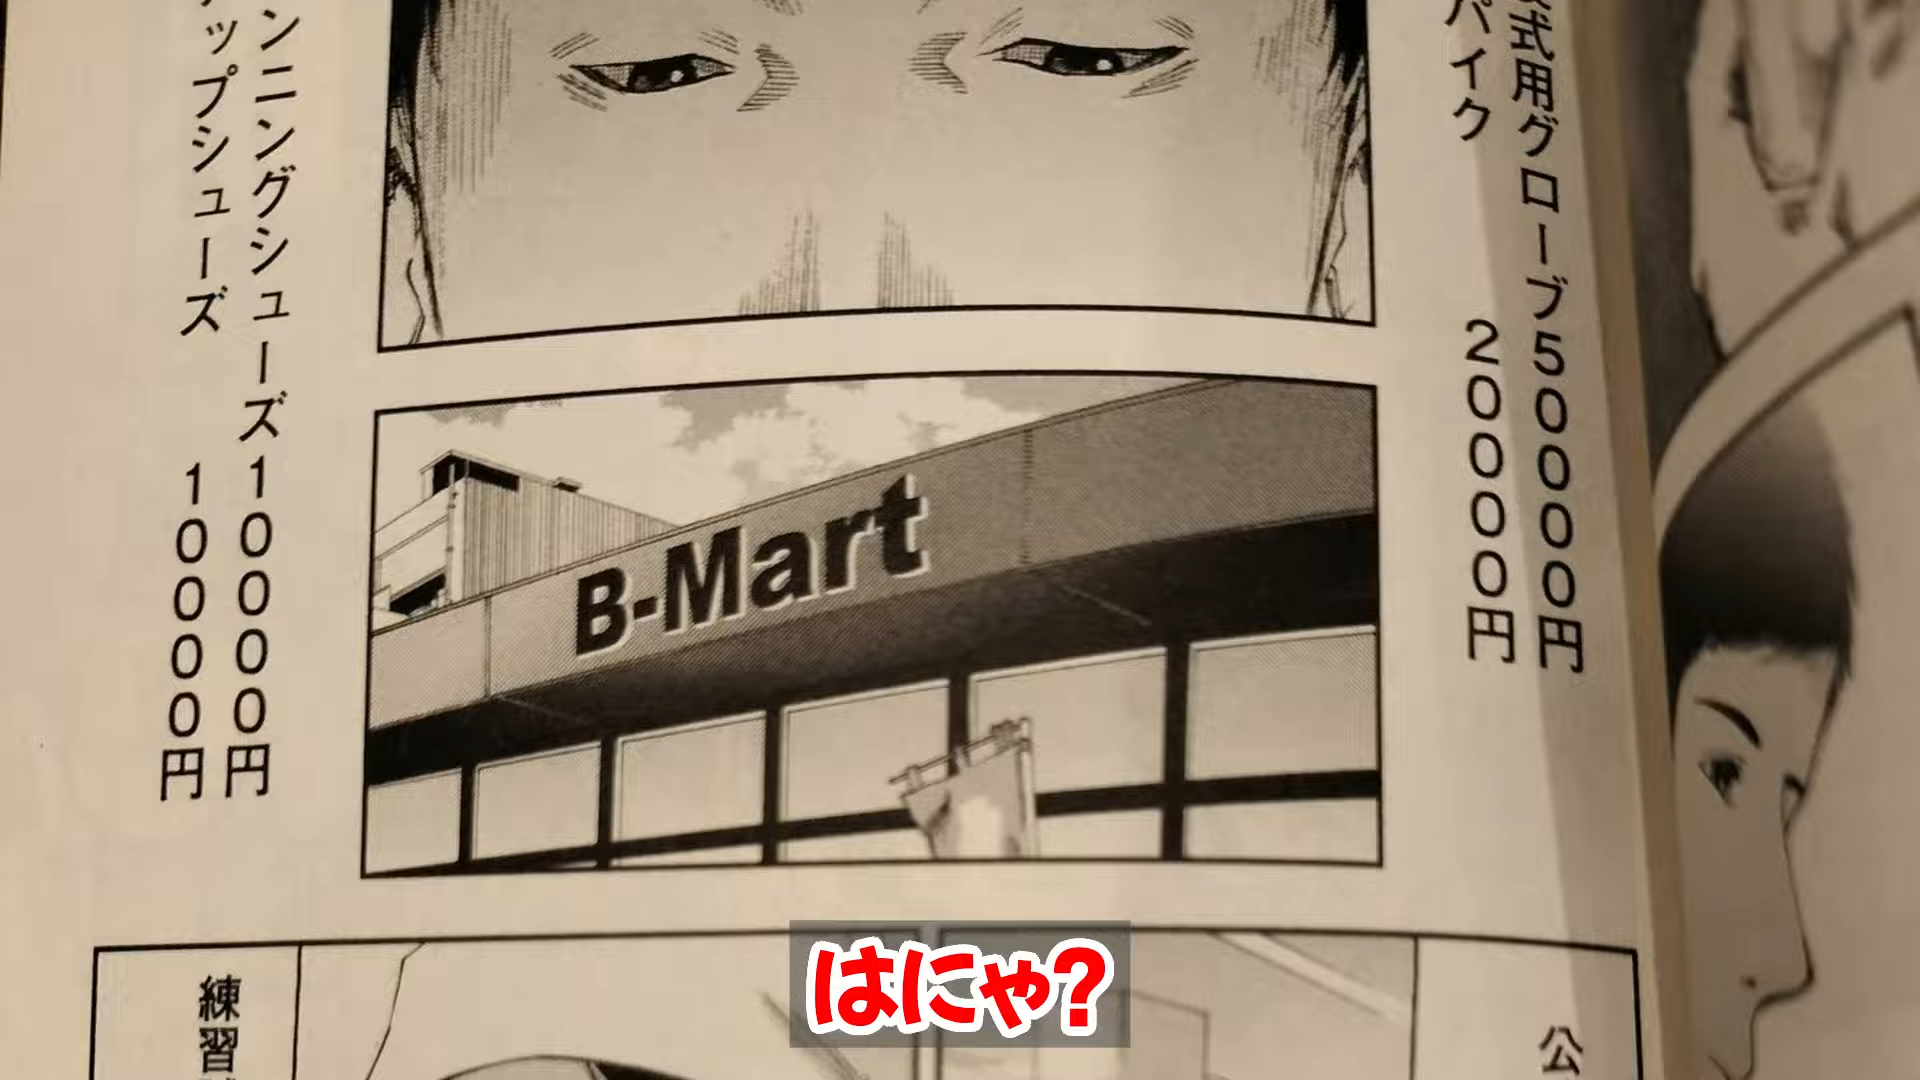 式用グローブ50000円
パイク 20000円
ンニングシューズ10000円
ップシューズ 10000円
B-Mart
公
練習
はにゃ?